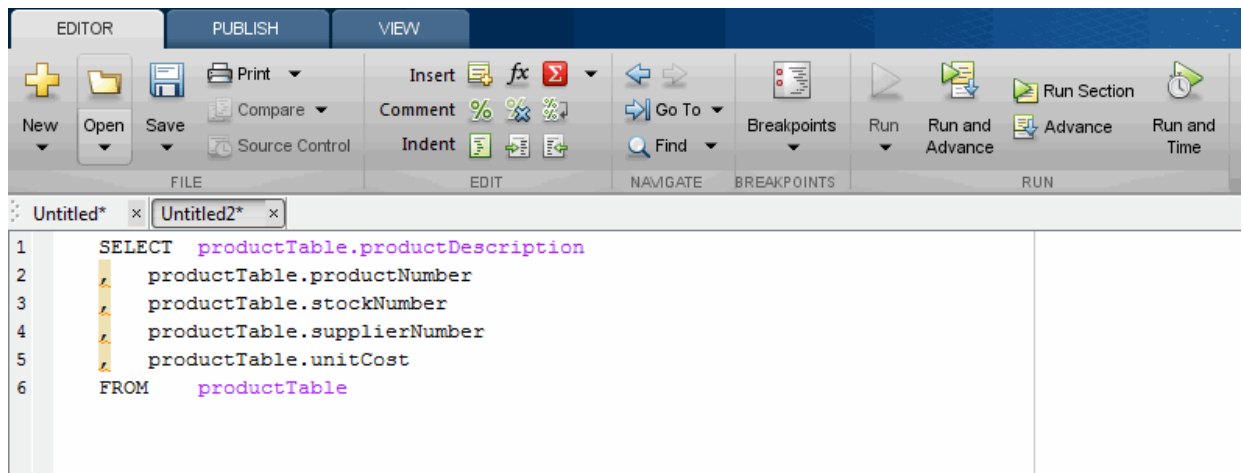 EDITOR PUBLISH VIEW
New
Open
Save
Print
Compare
Source Control
FILE
Insert fx Σ
Comment % % %
Indent
EDIT
Go To
Find
NAVIGATE
Breakpoints
BREAKPOINTS
Run
Run and
Advance
Run Section
Advance
Run and
Time
RUN
Untitled* × Untitled2* ×
1 SELECT productTable.productDescription
2 , productTable.productNumber
3 , productTable.stockNumber
4 , productTable.supplierNumber
5 , productTable.unitCost
6 FROM productTable